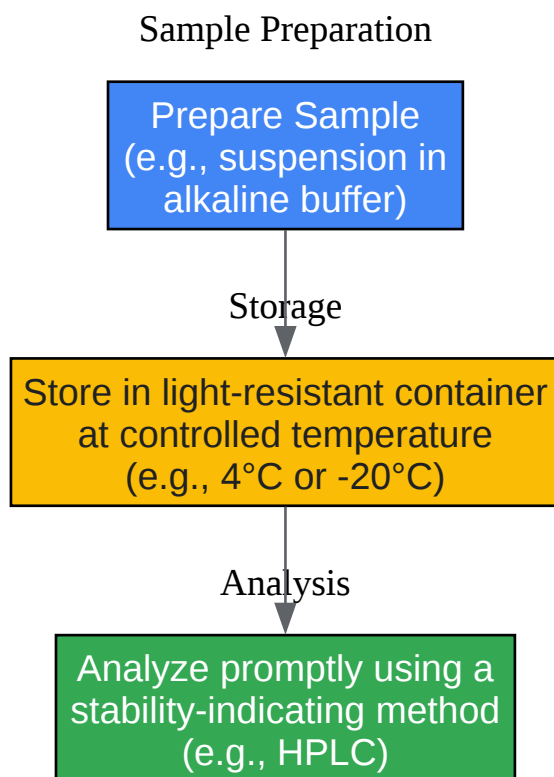 Sample Preparation
Prepare Sample
(e.g., suspension in
alkaline buffer)
Storage
Store in light-resistant container
at controlled temperature
(e.g., 4°C or -20°C)
Analysis
Analyze promptly using a
stability-indicating method
(e.g., HPLC)